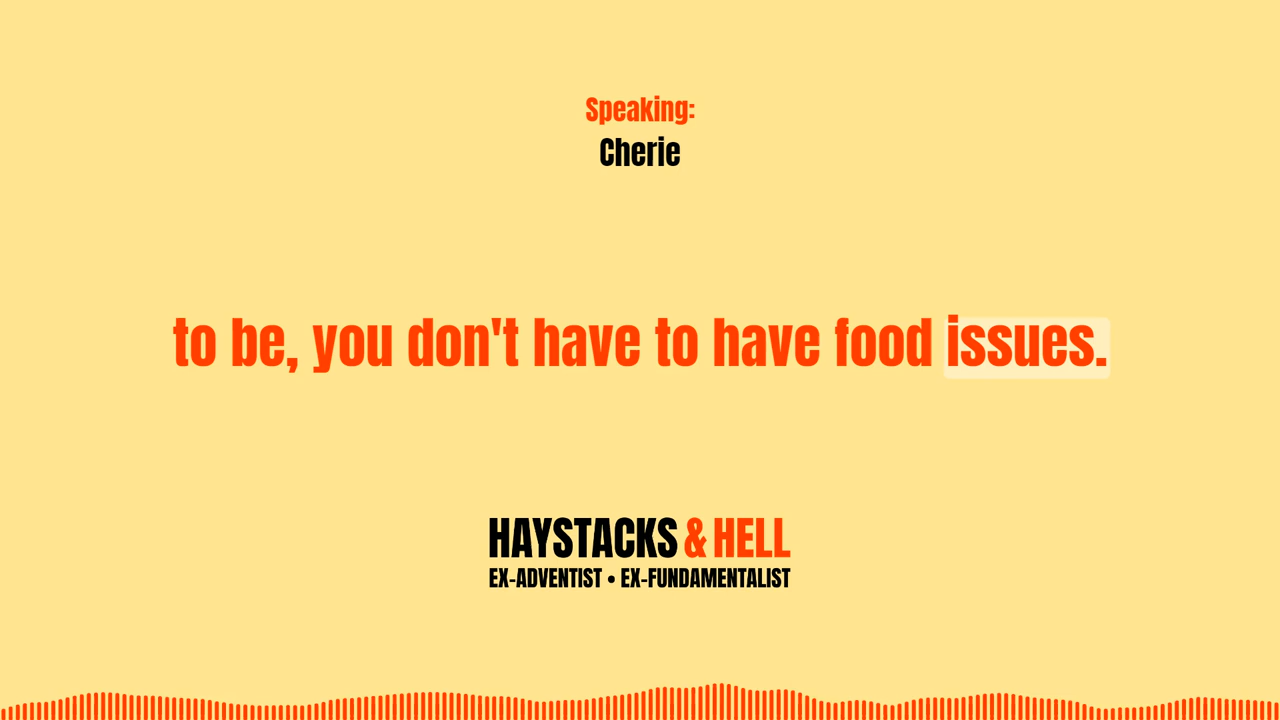 Speaking:
Cherie
to be, you don't have to have food issues.
HAYSTACKS & HELL
EX-ADVENTIST • EX-FUNDAMENTALIST